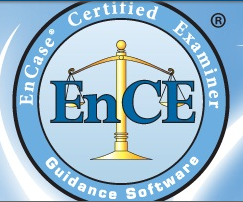 EnCase® Certified Examiner
®
EnCE
Guidance Software